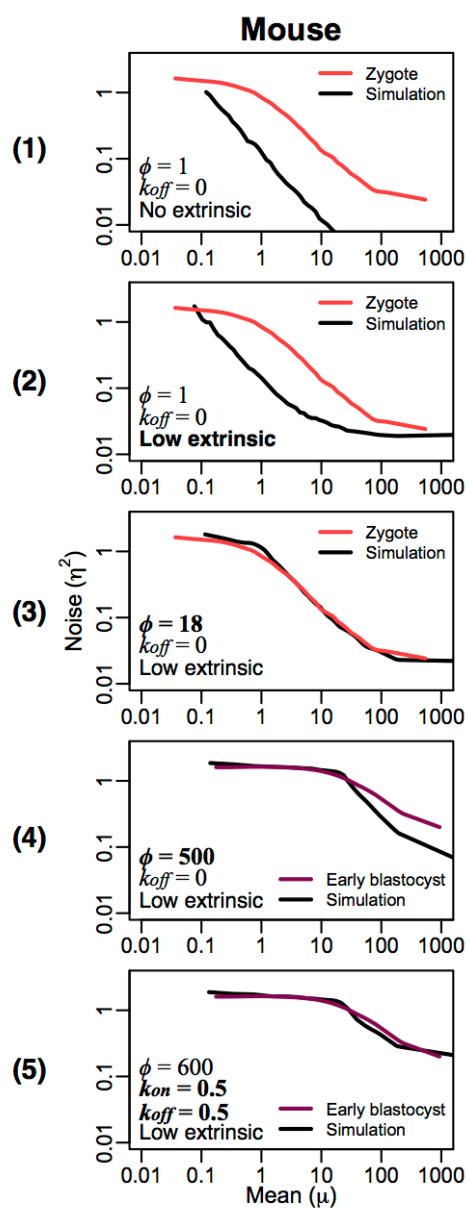 Mouse
(1)
Zygote
Simulation
1
0.1
0.01
ϕ = 1
koff = 0
No extrinsic
0.01 0.1 1 10 100 1000
(2)
Zygote
Simulation
1
0.1
0.01
ϕ = 1
koff = 0
Low extrinsic
0.01 0.1 1 10 100 1000
(3)
Zygote
Simulation
Noise (η²)
1
0.1
0.01
ϕ = 18
koff = 0
Low extrinsic
0.01 0.1 1 10 100 1000
(4)
1
0.1
0.01
ϕ = 500
koff = 0
Low extrinsic
Early blastocyst
Simulation
0.01 0.1 1 10 100 1000
(5)
1
0.1
0.01
ϕ = 600
kon = 0.5
koff = 0.5
Low extrinsic
Early blastocyst
Simulation
0.01 0.1 1 10 100 1000
Mean (μ)